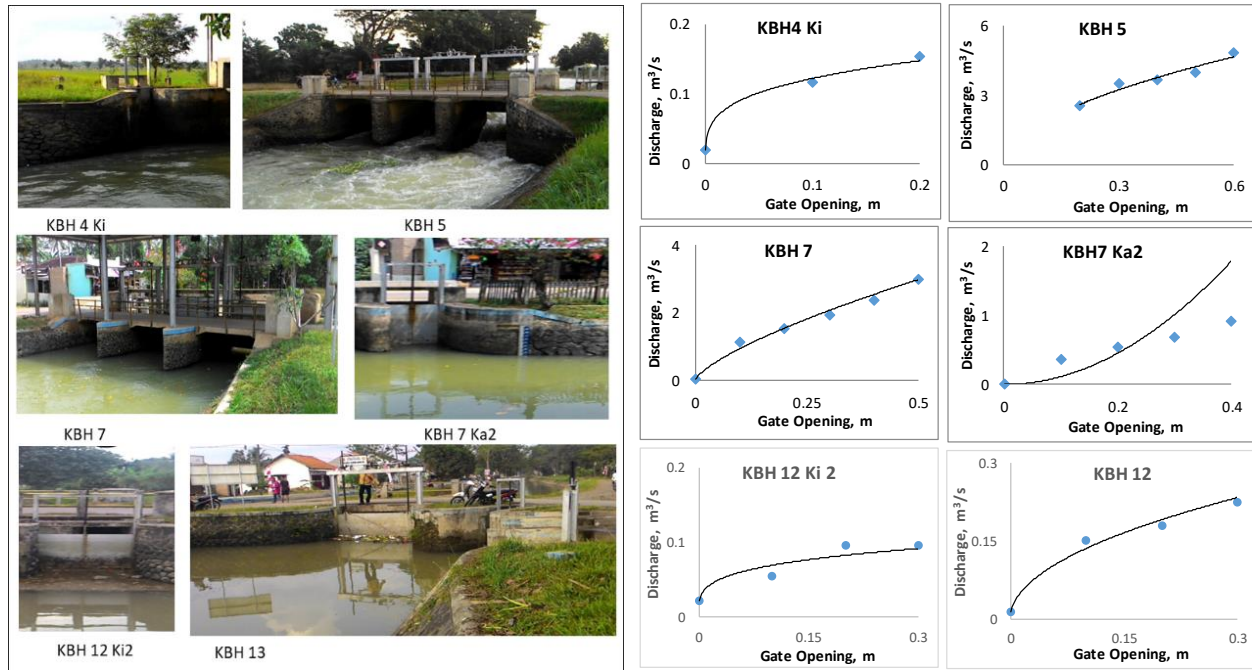 KBH 4 Ki
KBH 5
KBH 7
KBH 7 Ka2
KBH 12 Ki2
KBH 13
KBH4 Ki
Discharge, m³/s
0.2
0.1
0
0
0.1
0.2
Gate Opening, m
KBH 5
Discharge, m³/s
6
3
0
0
0.3
0.6
Gate Opening, m
KBH 7
Discharge, m³/s
4
2
0
0
0.25
0.5
Gate Opening, m
KBH7 Ka2
Discharge, m³/s
2
1
0
0
0.2
0.4
Gate Opening, m
KBH 12 Ki 2
Discharge, m³/s
0.2
0.1
0
0
0.15
0.3
Gate Opening, m
KBH 12
Discharge, m³/s
0.3
0.15
0
0
0.15
0.3
Gate Opening, m